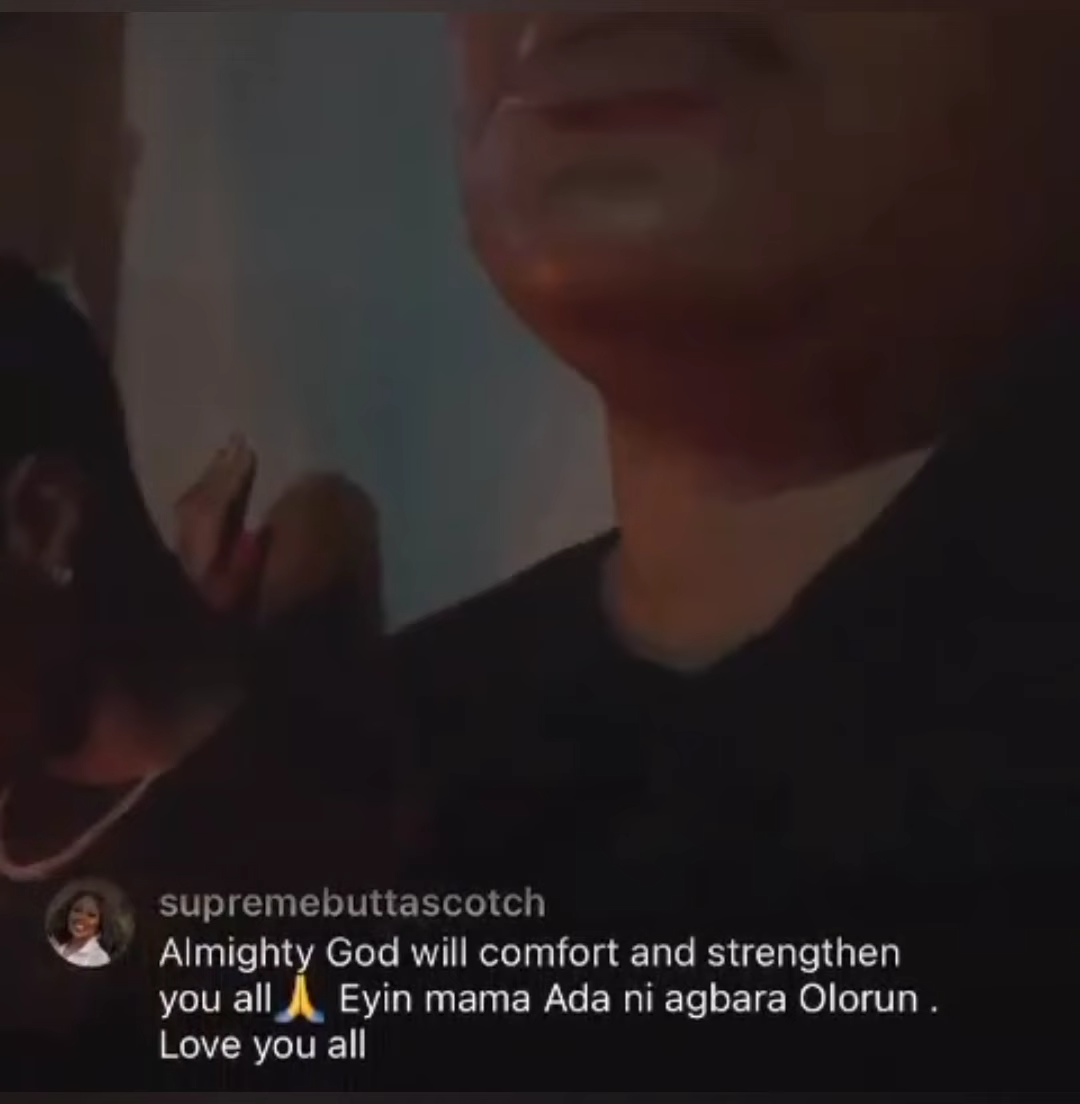 supremebuttascotch
Almighty God will comfort and strengthen
you all🙏 Eyin mama Ada ni agbara Olorun .
Love you all